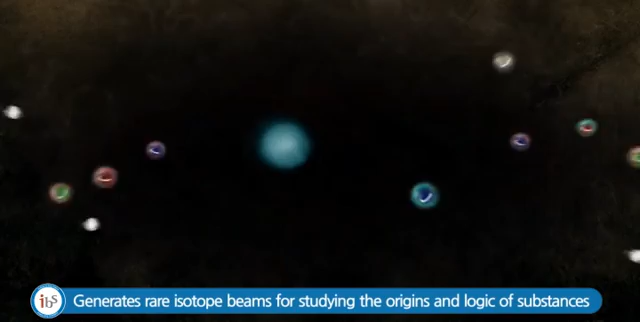 ibs
Generates rare isotope beams for studying the origins and logic of substances